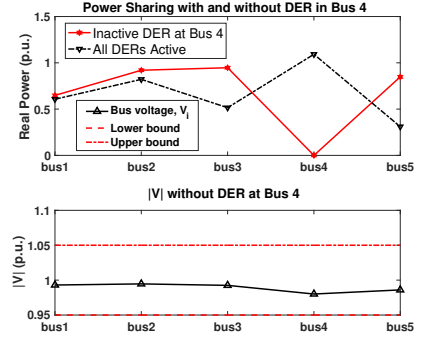 Power Sharing with and without DER in Bus 4
Real Power (p.u.)
1.5
1
0.5
0
Inactive DER at Bus 4
All DERs Active
Bus voltage, V_i
Lower bound
Upper bound
bus1 bus2 bus3 bus4 bus5
|V| without DER at Bus 4
|V| (p.u.)
1.1
1.05
1
0.95
bus1 bus2 bus3 bus4 bus5